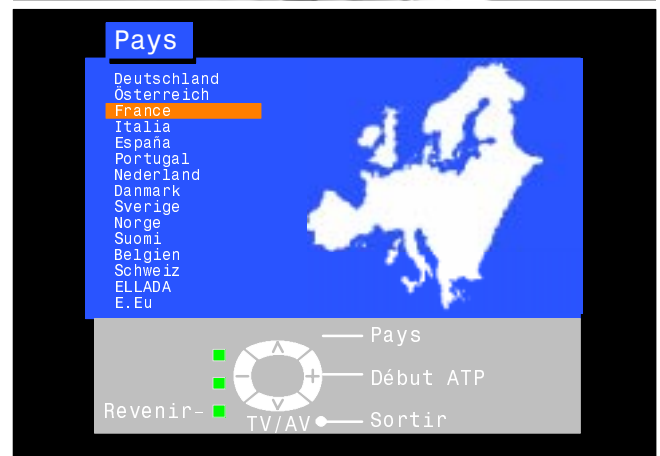 Pays
Deutschland
Österreich
France
Italia
España
Portugal
Nederland
Danmark
Sverige
Norge
Suomi
Belgien
Schweiz
ELLADA
E.Eu
Pays
Début ATP
Revenir
TV/AV
Sortir